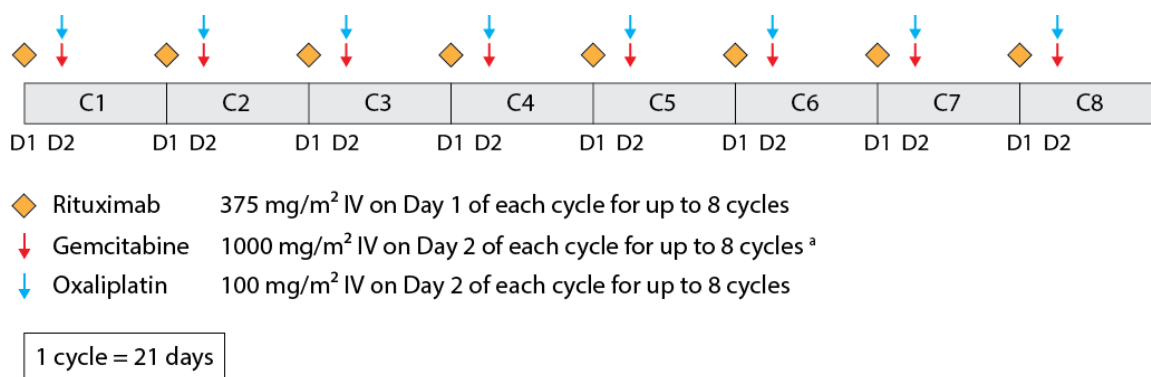 C1 C2 C3 C4 C5 C6 C7 C8
D1 D2 D1 D2 D1 D2 D1 D2 D1 D2 D1 D2 D1 D2 D1 D2
Rituximab 375 mg/m² IV on Day 1 of each cycle for up to 8 cycles
Gemcitabine 1000 mg/m² IV on Day 2 of each cycle for up to 8 cycles ᵃ
Oxaliplatin 100 mg/m² IV on Day 2 of each cycle for up to 8 cycles
1 cycle = 21 days